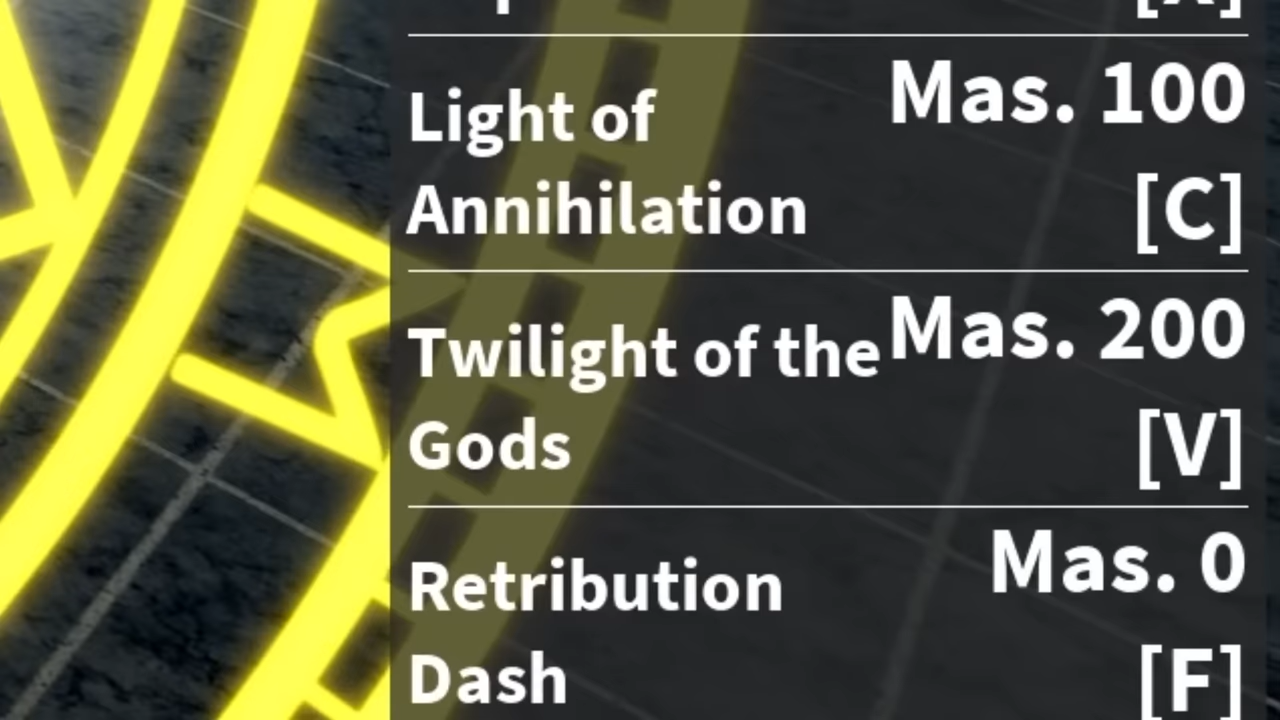 [X]
Light of
Annihilation
Mas. 100
[C]
Twilight of the
Gods
Mas. 200
[V]
Retribution
Dash
Mas. 0
[F]